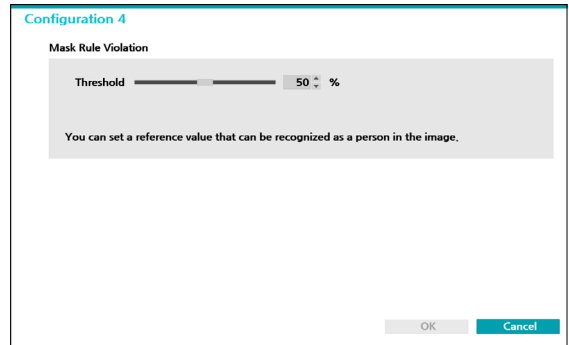 Configuration 4
Mask Rule Violation
Threshold 50 %
You can set a reference value that can be recognized as a person in the image.
OK Cancel